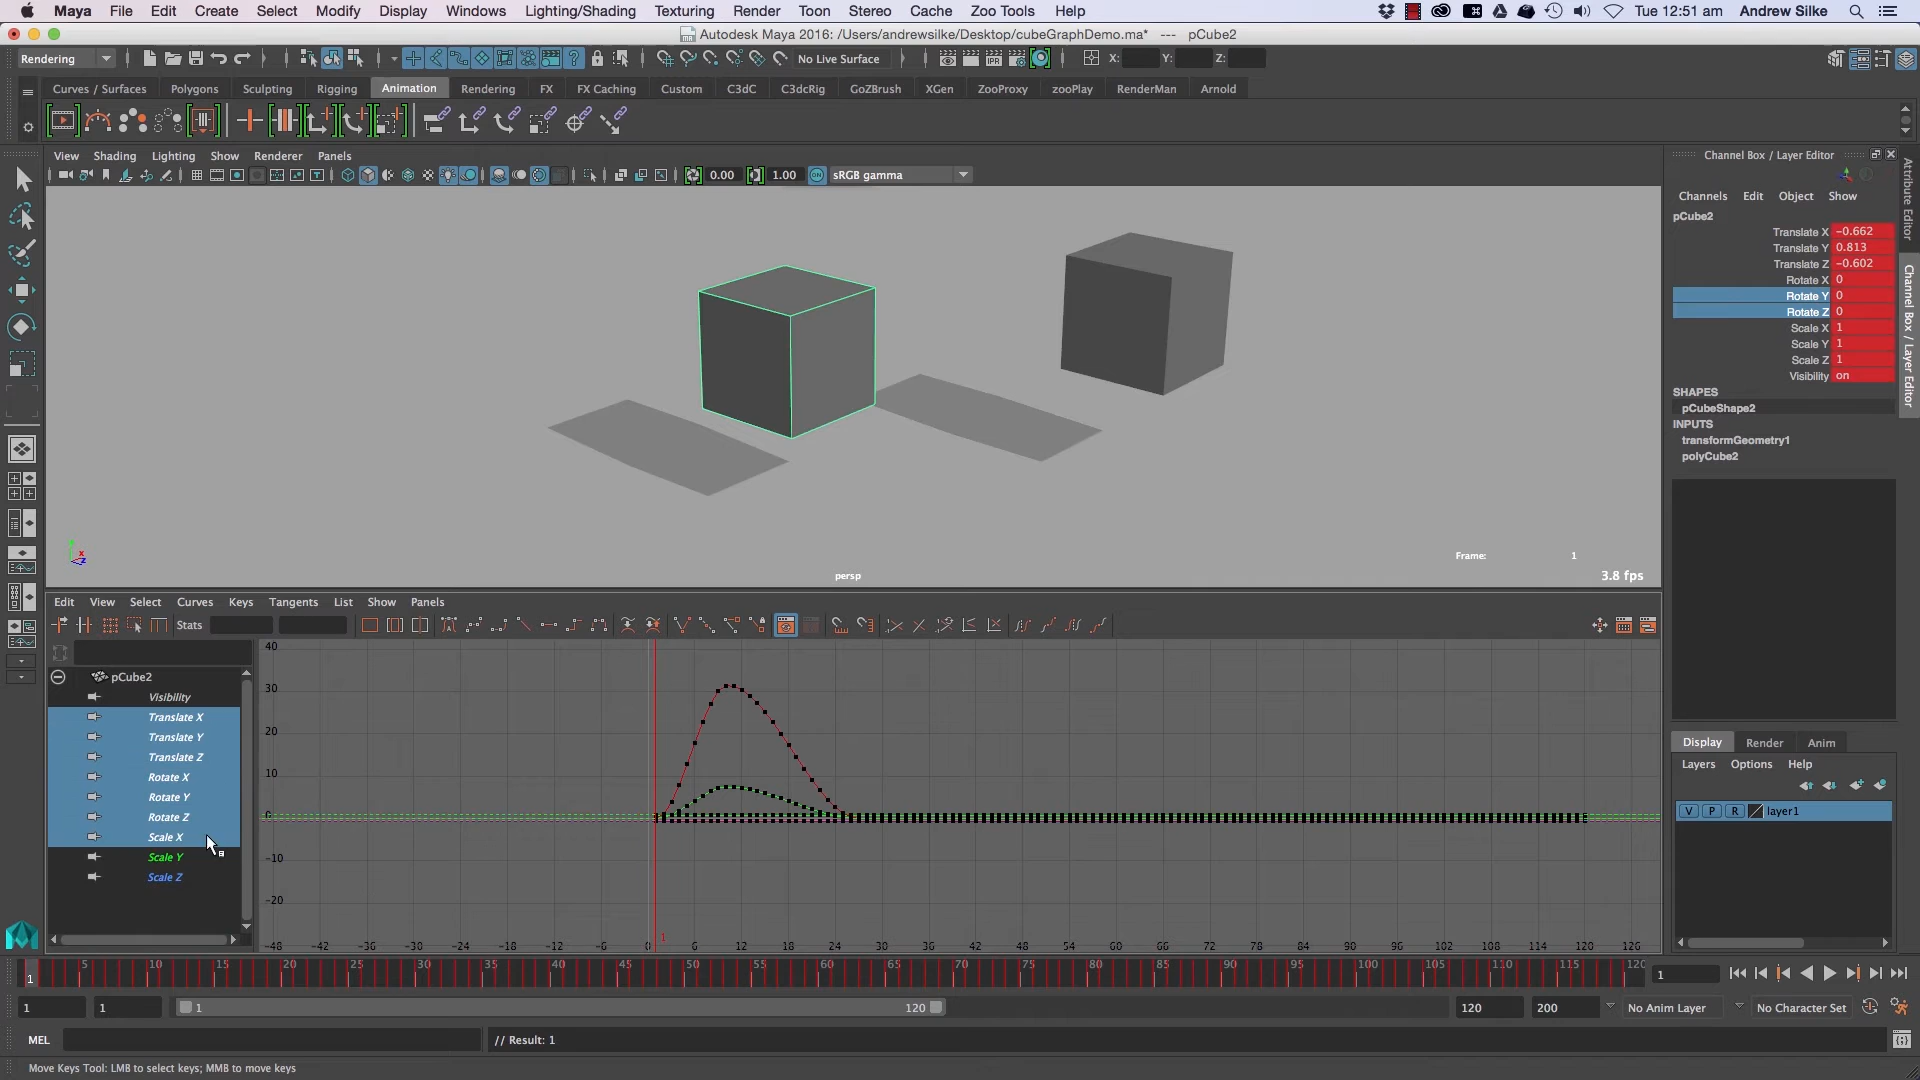 Maya File Edit Create Select Modify Display Windows Lighting/Shading Texturing Render Toon Stereo Cache Zoo Tools Help Tue 12:51 am Andrew Silke
Autodesk Maya 2016: /Users/andrewsilke/Desktop/cubeGraphDemo.ma* --- pCube2
Rendering No Live Surface X: Y: Z:
Curves / Surfaces Polygons Sculpting Rigging Animation Rendering FX FX Caching Custom C3dC C3dcRig GoZBrush XGen ZooProxy zooPlay RenderMan Arnold
View Shading Lighting Show Renderer Panels
0.00 1.00 sRGB gamma
Channel Box / Layer Editor
Channels Edit Object Show
pCube2
Translate X -0.662
Translate Y 0.813
Translate Z -0.602
Rotate X 0
Rotate Y 0
Rotate Z 0
Scale X 1
Scale Y 1
Scale Z 1
Visibility on
SHAPES
pCubeShape2
INPUTS
transformGeometry1
polyCube2
Attribute Editor
Channel Box / Layer Editor
Frame: 1
persp
3.8 fps
Edit View Select Curves Keys Tangents List Show Panels
Stats
pCube2
Visibility
Translate X
Translate Y
Translate Z
Rotate X
Rotate Y
Rotate Z
Scale X
Scale Y
Scale Z
40
30
20
10
0
-10
-20
-48 -42 -36 -30 -24 -18 -12 -6 0 1 6 12 18 24 30 36 42 48 54 60 66 72 78 84 90 96 102 108 114 120 126
Display Render Anim
Layers Options Help
V P R layer1
1 5 10 15 20 25 30 35 40 45 50 55 60 65 70 75 80 85 90 95 100 105 110 115 120
1
1 1 1 120 120 200 No Anim Layer No Character Set
MEL // Result: 1
Move Keys Tool: LMB to select keys; MMB to move keys